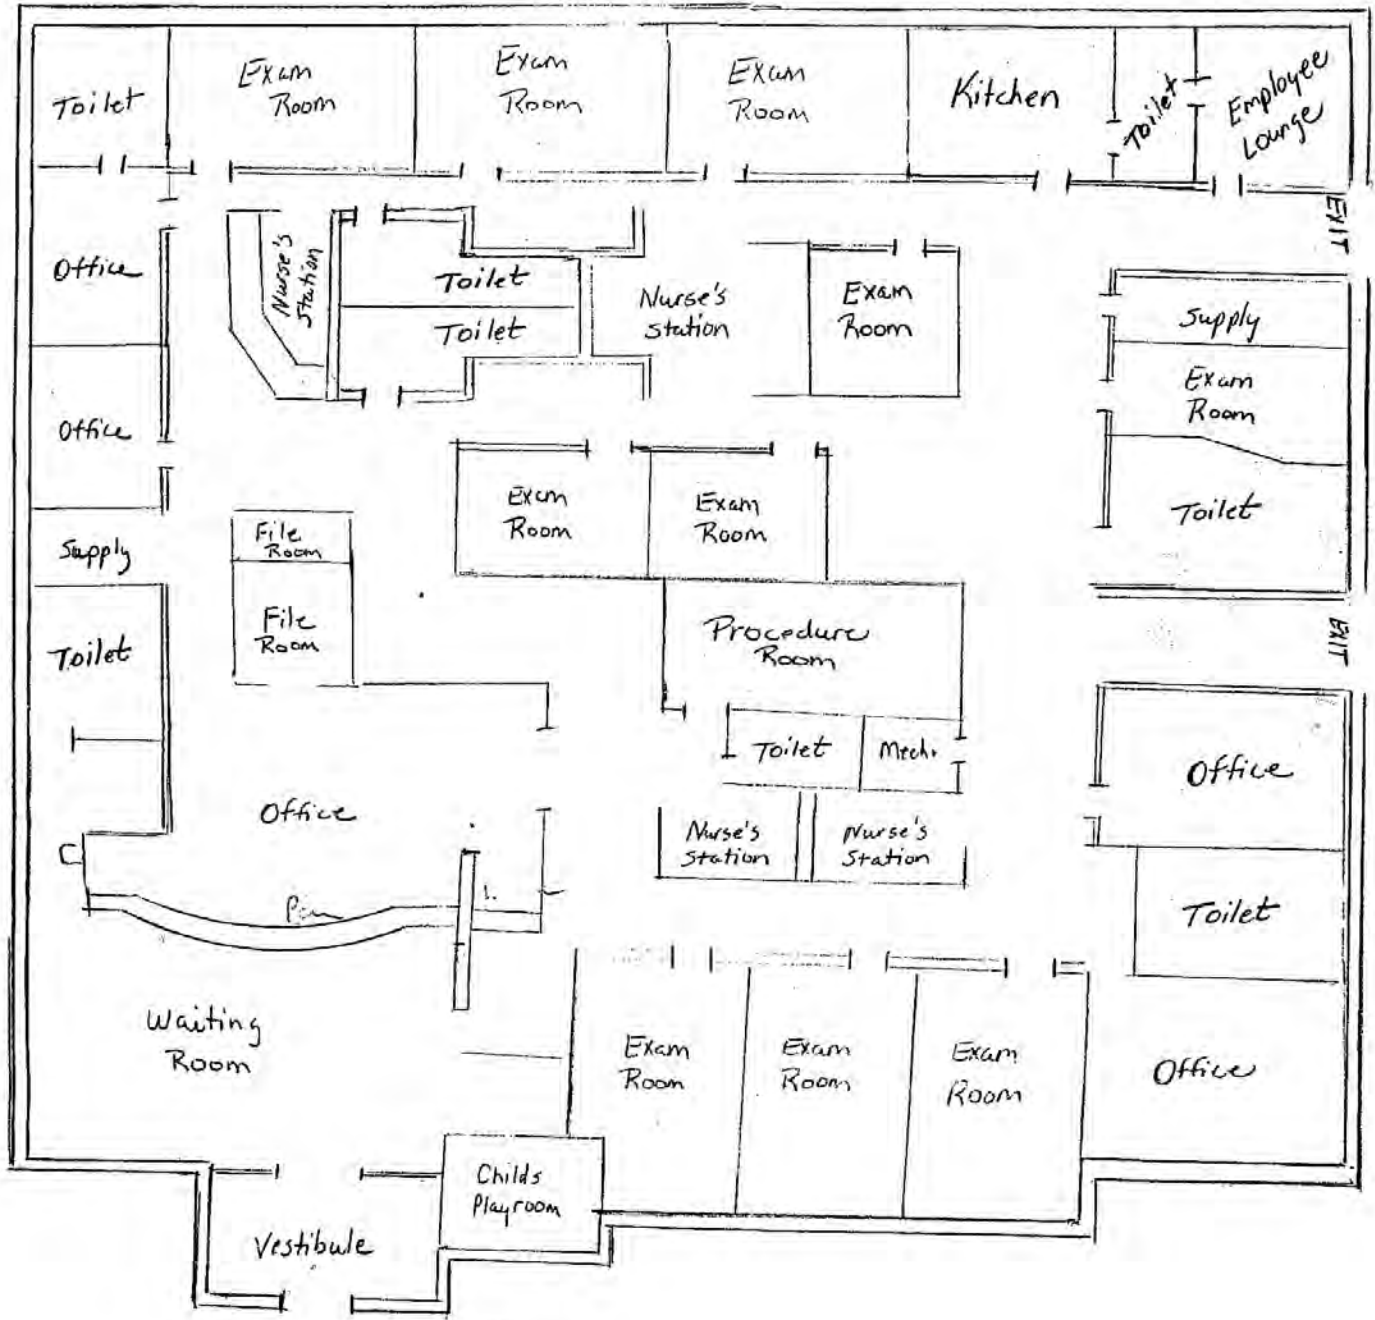 Toilet
Exam
Room
Exam
Room
Exam
Room
Kitchen
Toilet
Employee
Lounge
EXIT
Office
Nurse's
Station
Toilet
Toilet
Nurse's
Station
Exam
Room
Supply
Exam
Room
Toilet
Office
Supply
Toilet
File
Room
File
Room
Exam
Room
Exam
Room
Procedure
Room
EXIT
Toilet
Mech.
Office
Office
Nurse's
Station
Nurse's
Station
Toilet
Office
Waiting
Room
Exam
Room
Exam
Room
Exam
Room
Childs
Playroom
Vestibule